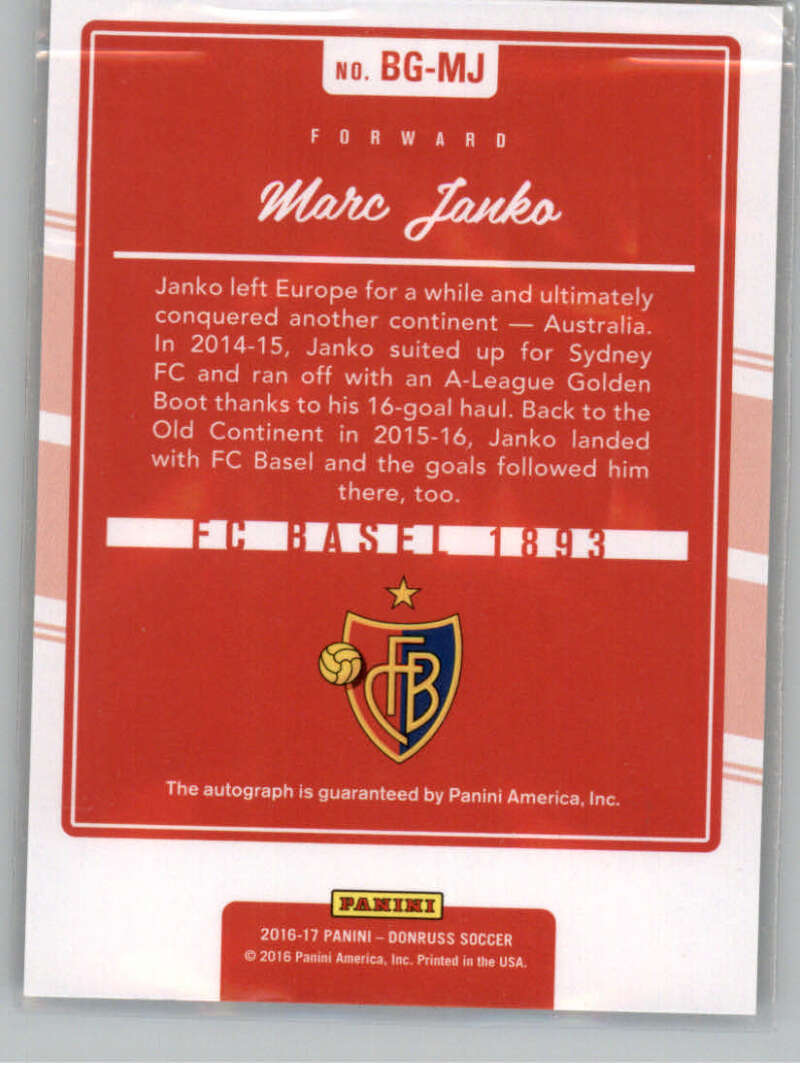 NO. BG-MJ
FORWARD
Marc Janko
Janko left Europe for a while and ultimately
conquered another continent — Australia.
In 2014-15, Janko suited up for Sydney
FC and ran off with an A-League Golden
Boot thanks to his 16-goal haul. Back to the
Old Continent in 2015-16, Janko landed
with FC Basel and the goals followed him
there, too.
FC BASEL 1893
FCB
The autograph is guaranteed by Panini America, Inc.
PANINI
2016-17 PANINI – DONRUSS SOCCER
© 2016 Panini America, Inc. Printed in the USA.